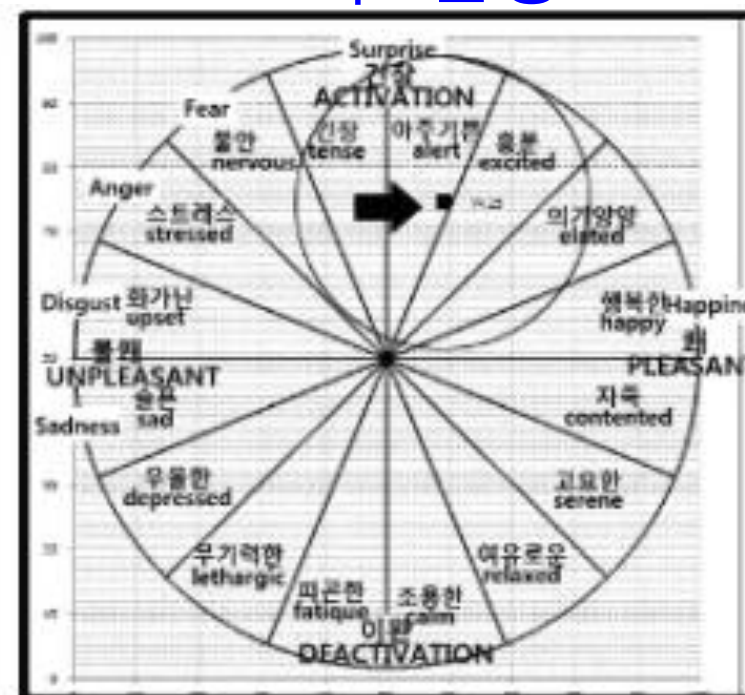 Surprise
긴장
ACTIVATION
Fear
불안
nervous
긴장
tense
아주기쁨
alert
흥분
excited
Anger
스트레스
stressed
의기양양
elated
Disgust
화가난
upset
행복한
happy
Happin
불쾌
UNPLEASANT
쾌
PLEASANT
슬픈
sad
Sadness
자족
contented
우울한
depressed
고요한
serene
무기력한
lethargic
여유로운
relaxed
피곤한
fatique
조용한
calm
이완
DEACTIVATION